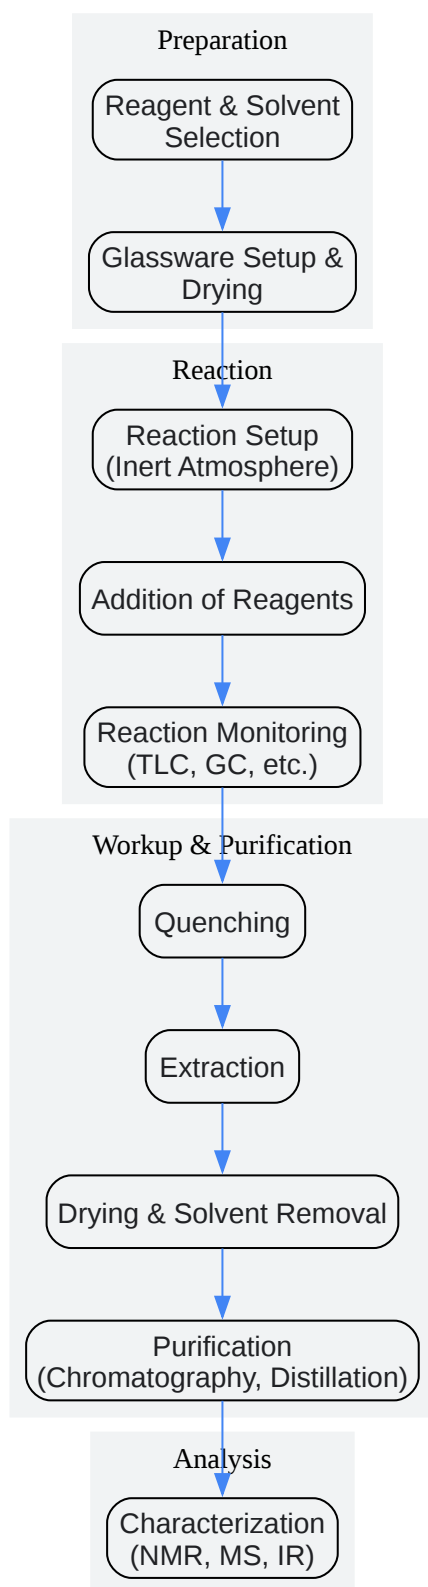 Preparation
Reagent & Solvent
Selection
Glassware Setup &
Drying
Reaction
Reaction Setup
(Inert Atmosphere)
Addition of Reagents
Reaction Monitoring
(TLC, GC, etc.)
Workup & Purification
Quenching
Extraction
Drying & Solvent Removal
Purification
(Chromatography, Distillation)
Analysis
Characterization
(NMR, MS, IR)